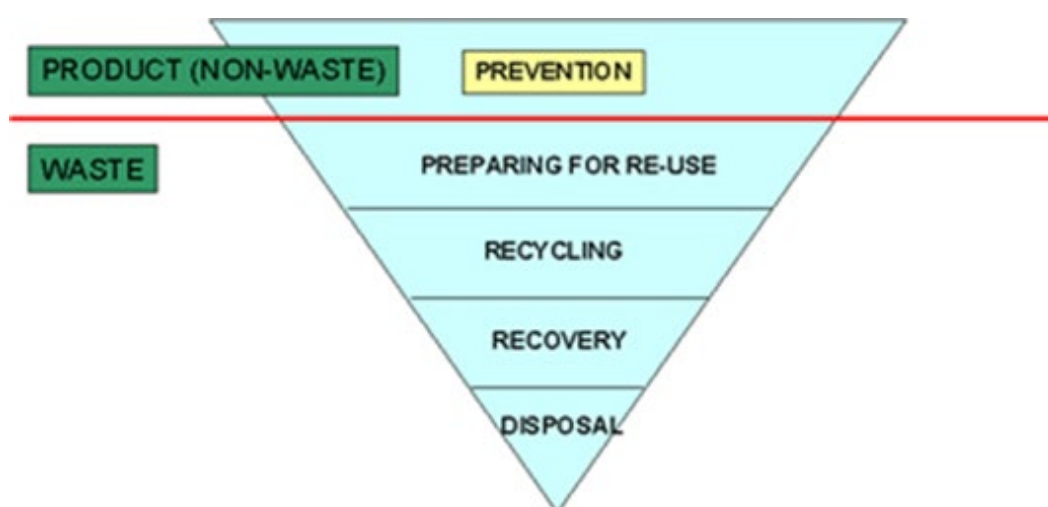 PRODUCT (NON-WASTE)
PREVENTION
WASTE
PREPARING FOR RE-USE
RECYCLING
RECOVERY
DISPOSAL